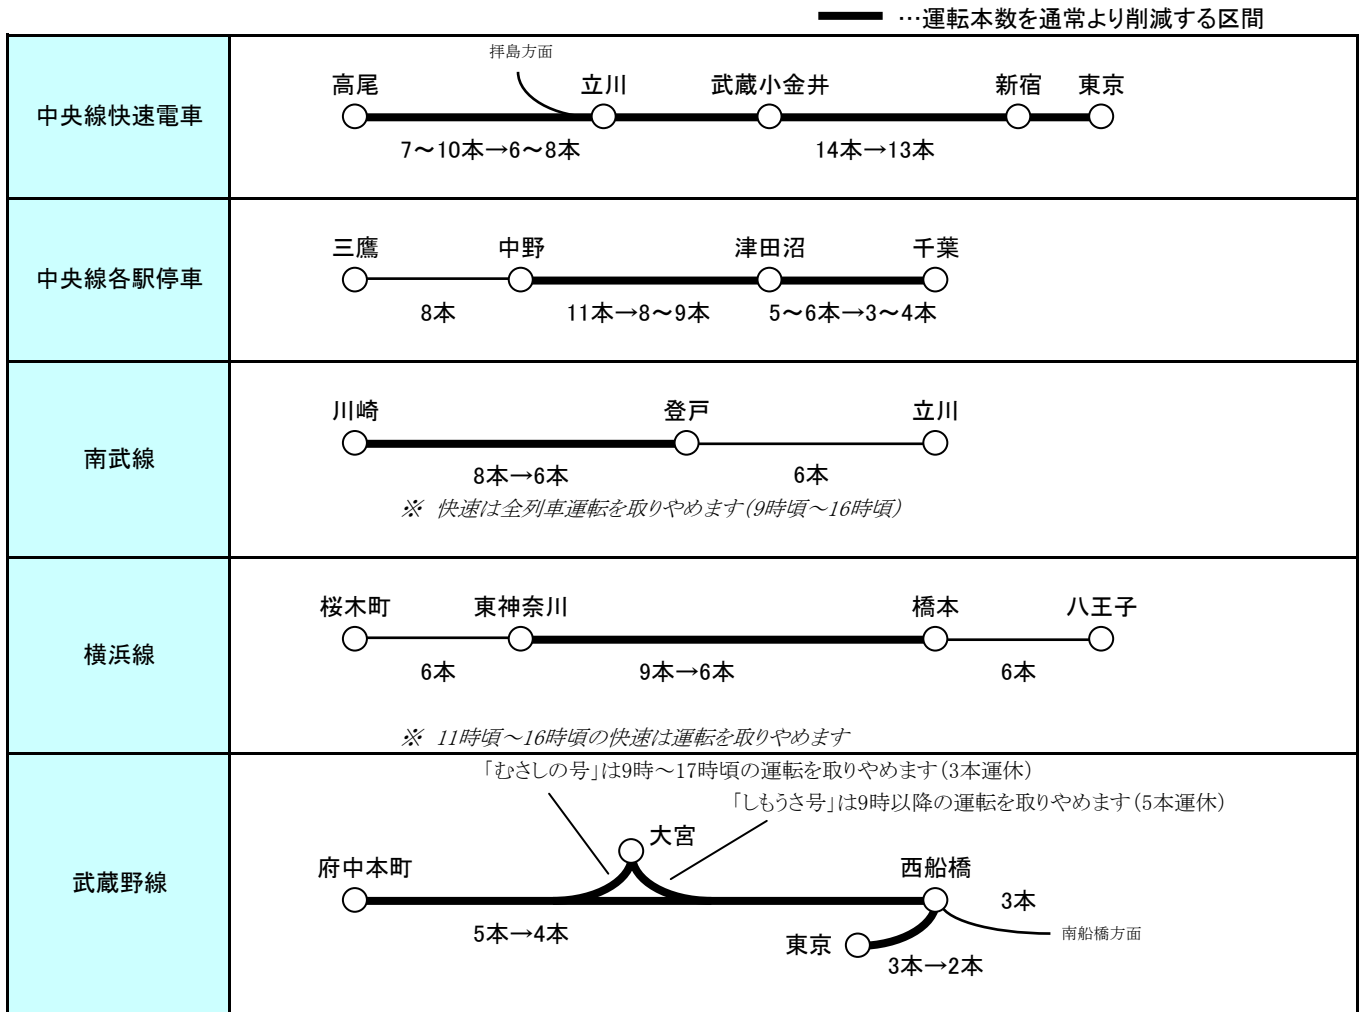 …運転本数を通常より削減する区間
拝島方面
高尾 立川 武蔵小金井 新宿 東京
中央線快速電車
7～10本→6～8本 14本→13本
三鷹 中野 津田沼 千葉
中央線各駅停車
8本 11本→8～9本 5～6本→3～4本
川崎 登戸 立川
南武線
8本→6本 6本
※ 快速は全列車運転を取りやめます(9時頃～16時頃)
桜木町 東神奈川 橋本 八王子
横浜線
6本 9本→6本 6本
※ 11時頃～16時頃の快速は運転を取りやめます
「むさしの号」は9時～17時頃の運転を取りやめます(3本運休)
「しもうさ号」は9時以降の運転を取りやめます(5本運休)
大宮
府中本町 西船橋
武蔵野線
3本
5本→4本
南船橋方面
東京
3本→2本